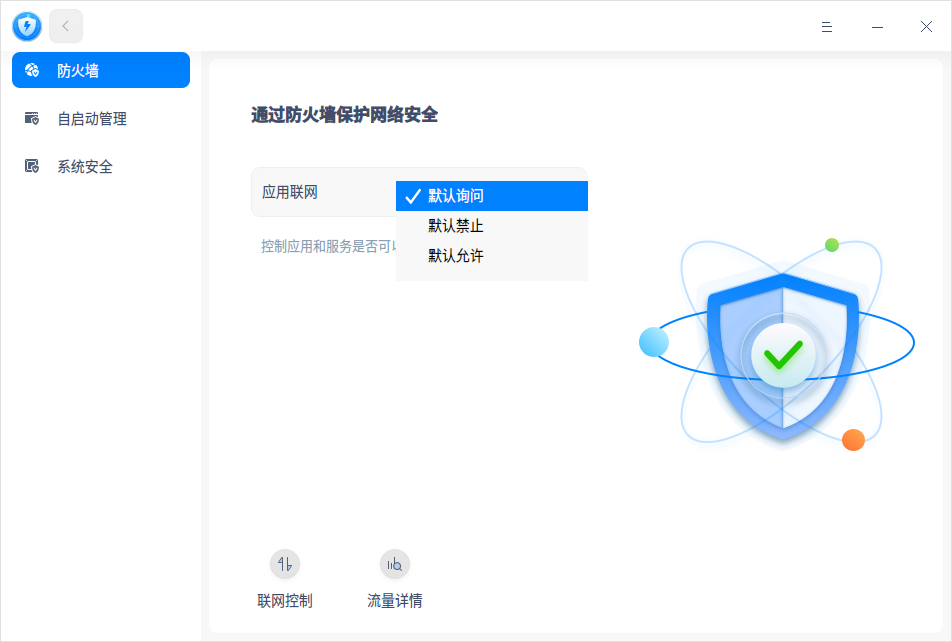 防火墙
自启动管理
系统安全
通过防火墙保护网络安全
应用联网
默认询问
默认禁止
默认允许
控制应用和服务是否可
联网控制
流量详情